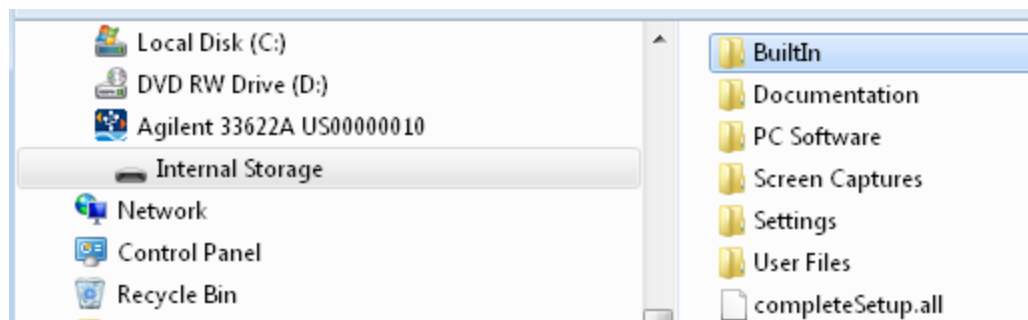 Local Disk (C:)
DVD RW Drive (D:)
Agilent 33622A US00000010
Internal Storage
Network
Control Panel
Recycle Bin
BuiltIn
Documentation
PC Software
Screen Captures
Settings
User Files
completeSetup.all